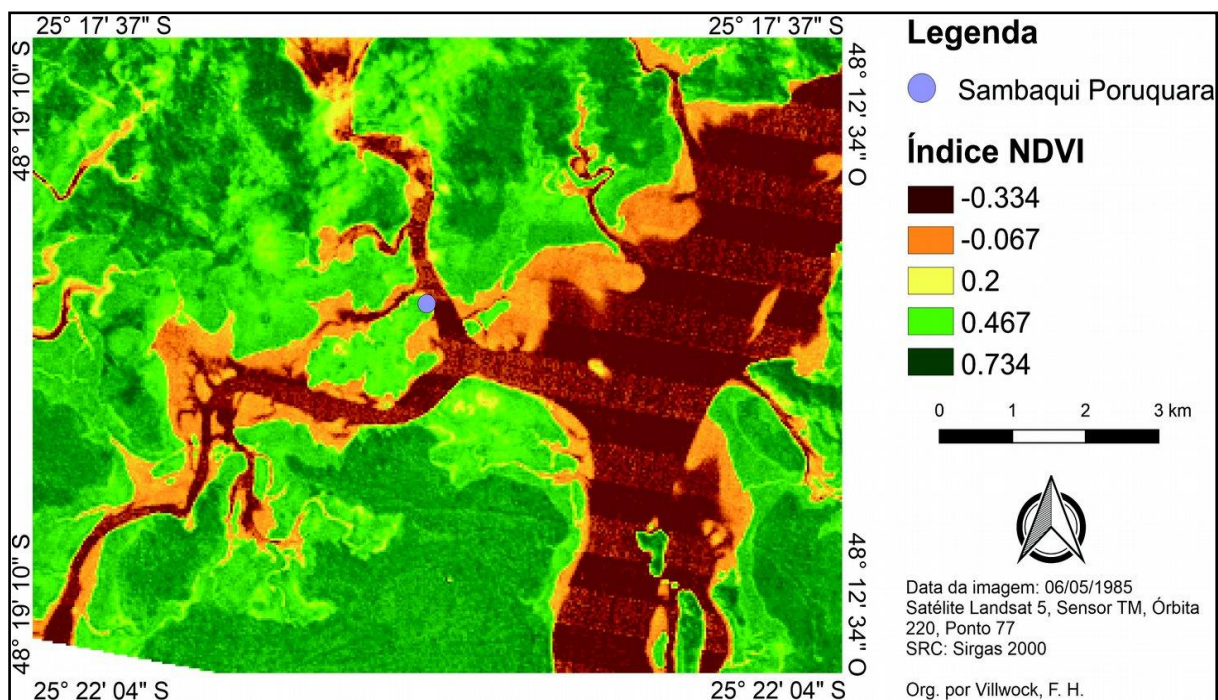 25° 17' 37" S
25° 17' 37" S
48° 19' 10" S
48° 12' 34" O
48° 19' 10" S
48° 12' 34" O
25° 22' 04" S
25° 22' 04" S
Legenda
Sambaqui Poruquara
Índice NDVI
-0.334
-0.067
0.2
0.467
0.734
0 1 2 3 km
Data da imagem: 06/05/1985
Satélite Landsat 5, Sensor TM, Órbita
220, Ponto 77
SRC: Sirgas 2000
Org. por Villwock, F. H.